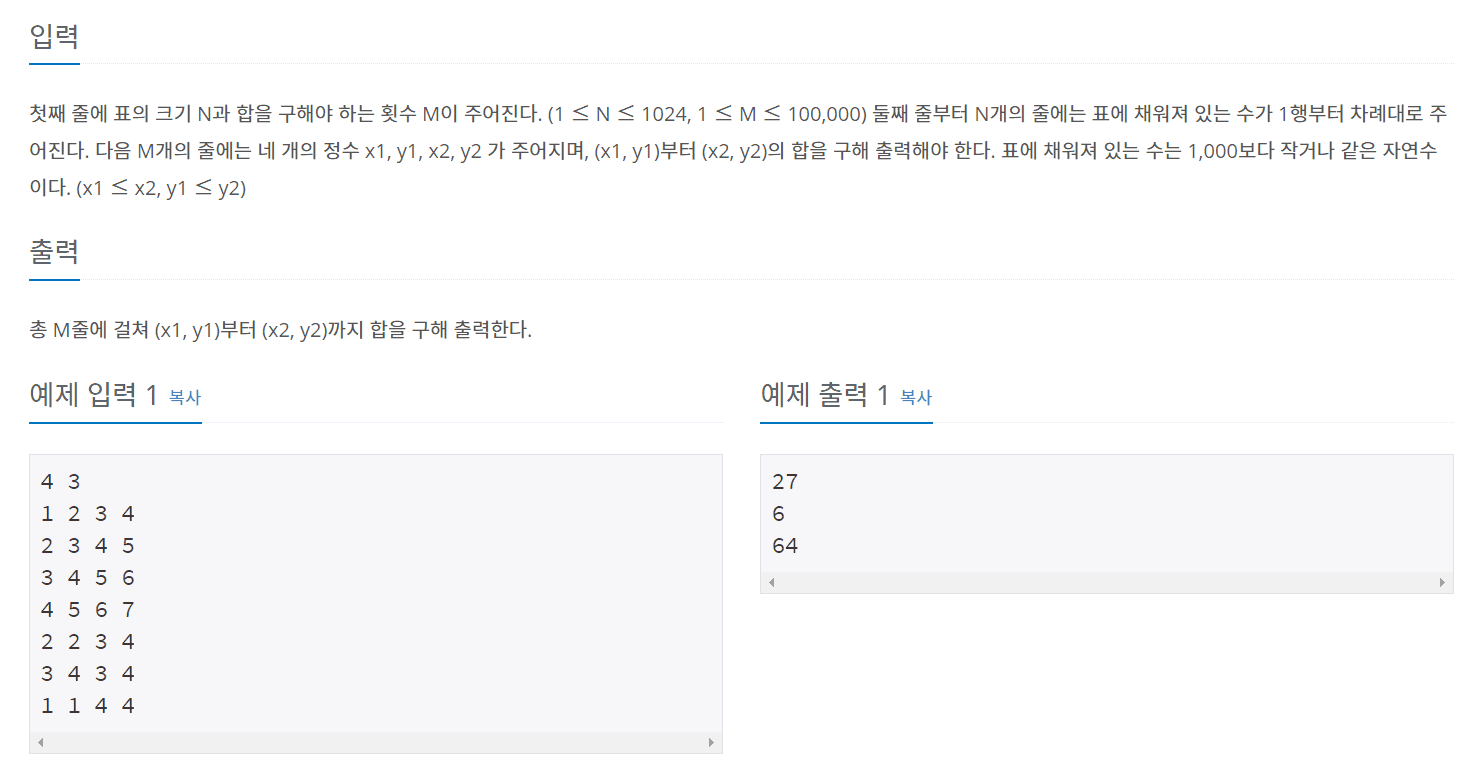 입력
첫째 줄에 표의 크기 N과 합을 구해야 하는 횟수 M이 주어진다. (1 ≤ N ≤ 1024, 1 ≤ M ≤ 100,000) 둘째 줄부터 N개의 줄에는 표에 채워져 있는 수가 1행부터 차례대로 주
어진다. 다음 M개의 줄에는 네 개의 정수 x1, y1, x2, y2 가 주어지며, (x1, y1)부터 (x2, y2)의 합을 구해 출력해야 한다. 표에 채워져 있는 수는 1,000보다 작거나 같은 자연수
이다. (x1 ≤ x2, y1 ≤ y2)
출력
총 M줄에 걸쳐 (x1, y1)부터 (x2, y2)까지 합을 구해 출력한다.
예제 입력 1 복사
4 3
1 2 3 4
2 3 4 5
3 4 5 6
4 5 6 7
2 2 3 4
3 4 3 4
1 1 4 4
예제 출력 1 복사
27
6
64